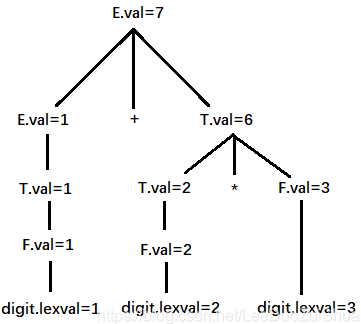 E.val=7
E.val=1 + T.val=6
T.val=1 T.val=2 * F.val=3
F.val=1 F.val=2
digit.lexval=1 digit.lexval=2 digit.lexval=3